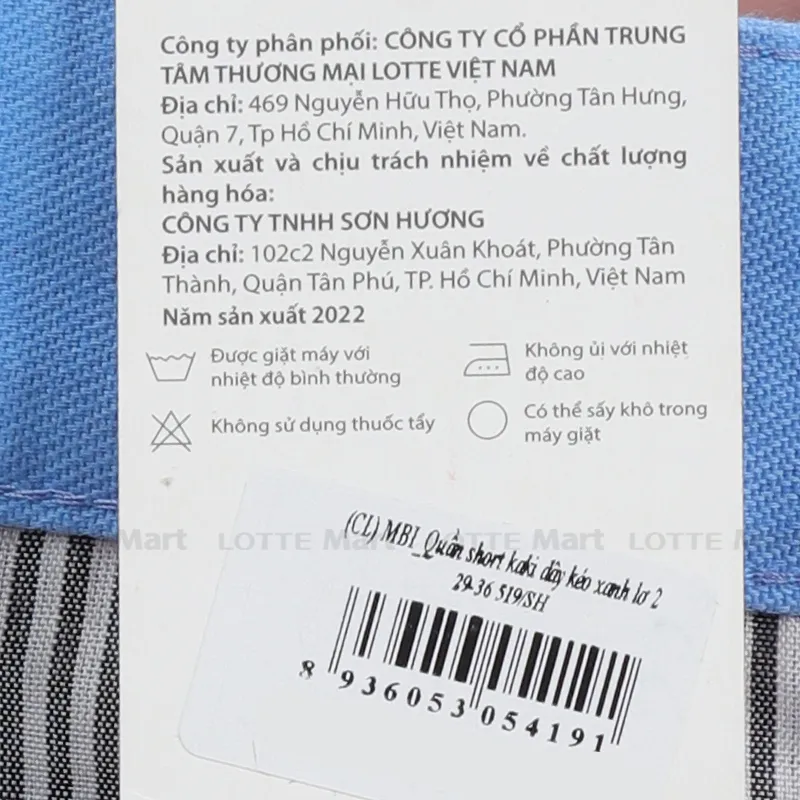 Công ty phân phối: CÔNG TY CỔ PHẦN TRUNG
TÂM THƯƠNG MẠI LOTTE VIỆT NAM
Địa chỉ: 469 Nguyễn Hữu Thọ, Phường Tân Hưng,
Quận 7, Tp Hồ Chí Minh, Việt Nam.
Sản xuất và chịu trách nhiệm về chất lượng
hàng hóa:
CÔNG TY TNHH SƠN HƯƠNG
Địa chỉ: 102c2 Nguyễn Xuân Khoát, Phường Tân
Thành, Quận Tân Phú, TP. Hồ Chí Minh, Việt Nam
Năm sản xuất 2022
Được giặt máy với
nhiệt độ bình thường
Không ủi với nhiệt
độ cao
Không sử dụng thuốc tẩy
Có thể sấy khô trong
máy giặt
Mart LOTTE Mart LOTTE Mart LOTTE M
(CL) MBI_Quần short kaki dây kéo xanh lơ 2
29-36 519/SH
8 936053 054191